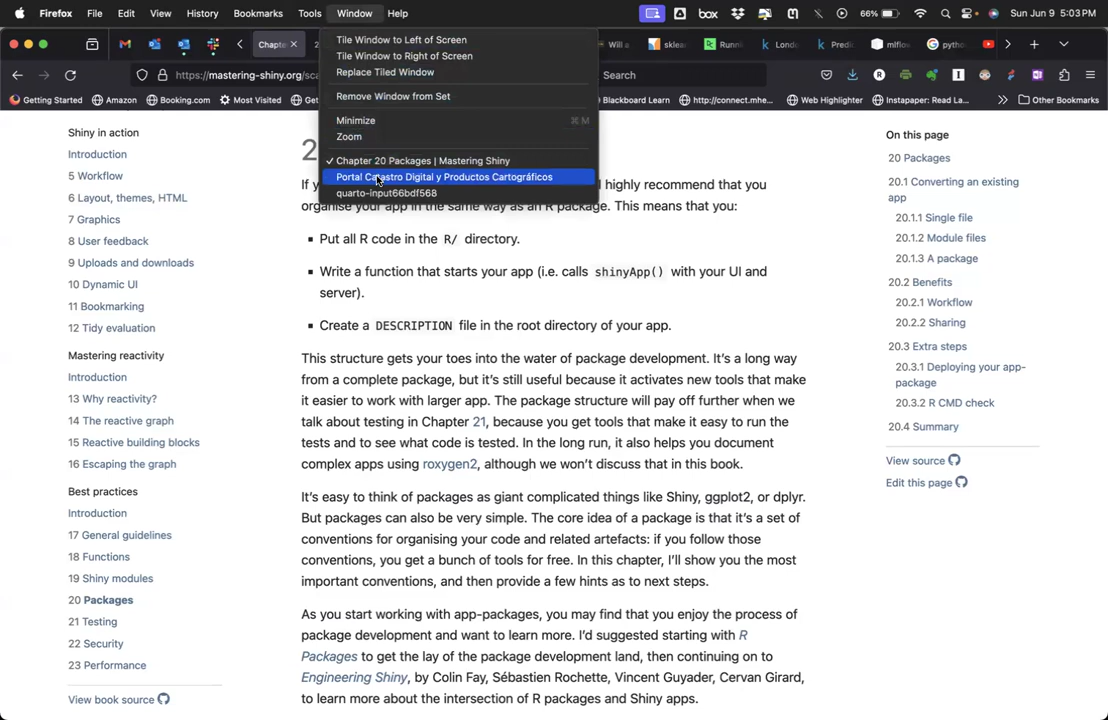 Firefox File Edit View History Bookmarks Tools Window Help
box
66%
Sun Jun 9 5:03 PM
Chapte
2
Will a
sklea
Runni
Lond
Predi
mlflow
python
https://mastering-shiny.org/sca
Search
Getting Started
Amazon
Booking.com
Most Visited
Get
Blackboard Learn
http://connect.mhe...
Web Highlighter
Instapaper: Read La...
Other Bookmarks
Tile Window to Left of Screen
Tile Window to Right of Screen
Replace Tiled Window
Remove Window from Set
Minimize ⌘ M
Zoom
✓ Chapter 20 Packages | Mastering Shiny
Portal Catastro Digital y Productos Cartográficos
quarto-input66bdf568
Shiny in action
Introduction
5 Workflow
6 Layout, themes, HTML
7 Graphics
8 User feedback
9 Uploads and downloads
10 Dynamic UI
11 Bookmarking
12 Tidy evaluation
Mastering reactivity
Introduction
13 Why reactivity?
14 The reactive graph
15 Reactive building blocks
16 Escaping the graph
Best practices
Introduction
17 General guidelines
18 Functions
19 Shiny modules
20 Packages
21 Testing
22 Security
23 Performance
View book source
2
If y
I highly recommend that you
organise your app in the same way as an R package. This means that you:
▪ Put all R code in the R/ directory.
▪ Write a function that starts your app (i.e. calls shinyApp() with your UI and
server).
▪ Create a DESCRIPTION file in the root directory of your app.
This structure gets your toes into the water of package development. It's a long way
from a complete package, but it's still useful because it activates new tools that make
it easier to work with larger app. The package structure will pay off further when we
talk about testing in Chapter 21, because you get tools that make it easy to run the
tests and to see what code is tested. In the long run, it also helps you document
complex apps using roxygen2, although we won't discuss that in this book.
It's easy to think of packages as giant complicated things like Shiny, ggplot2, or dplyr.
But packages can also be very simple. The core idea of a package is that it's a set of
conventions for organising your code and related artefacts: if you follow those
conventions, you get a bunch of tools for free. In this chapter, I'll show you the most
important conventions, and then provide a few hints as to next steps.
As you start working with app-packages, you may find that you enjoy the process of
package development and want to learn more. I'd suggested starting with R
Packages to get the lay of the package development land, then continuing on to
Engineering Shiny, by Colin Fay, Sébastien Rochette, Vincent Guyader, Cervan Girard,
to learn more about the intersection of R packages and Shiny apps.
On this page
20 Packages
20.1 Converting an existing
app
20.1.1 Single file
20.1.2 Module files
20.1.3 A package
20.2 Benefits
20.2.1 Workflow
20.2.2 Sharing
20.3 Extra steps
20.3.1 Deploying your app-
package
20.3.2 R CMD check
20.4 Summary
View source
Edit this page